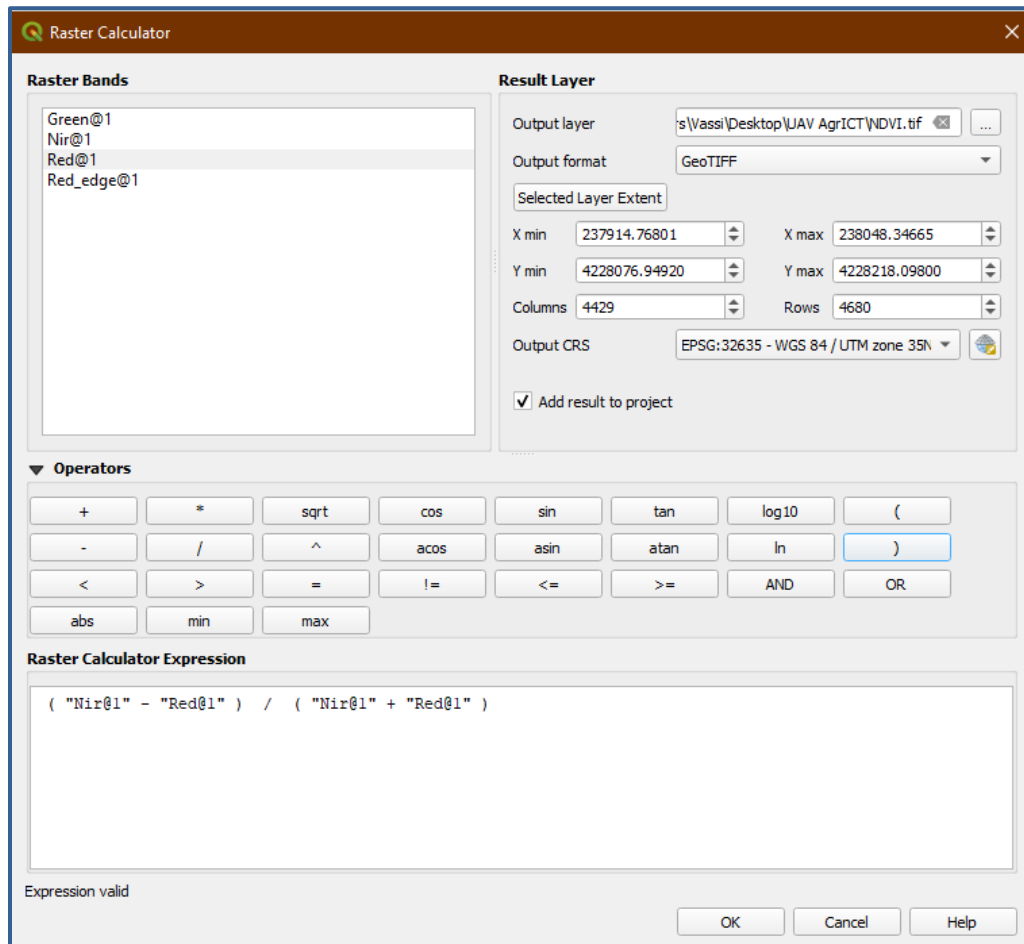 Raster Calculator
Raster Bands
Green@1
Nir@1
Red@1
Red_edge@1
Result Layer
Output layer rs\Vassi\Desktop\UAV AgrICT\NDVI.tif ...
Output format GeoTIFF
Selected Layer Extent
X min 237914.76801 X max 238048.34665
Y min 4228076.94920 Y max 4228218.09800
Columns 4429 Rows 4680
Output CRS EPSG:32635 - WGS 84 / UTM zone 35N
Add result to project
Operators
+ * sqrt cos sin tan log10 (
- / ^ acos asin atan ln )
< > = != <= >= AND OR
abs min max
Raster Calculator Expression
( "Nir@1" - "Red@1" ) / ( "Nir@1" + "Red@1" )
Expression valid
OK Cancel Help